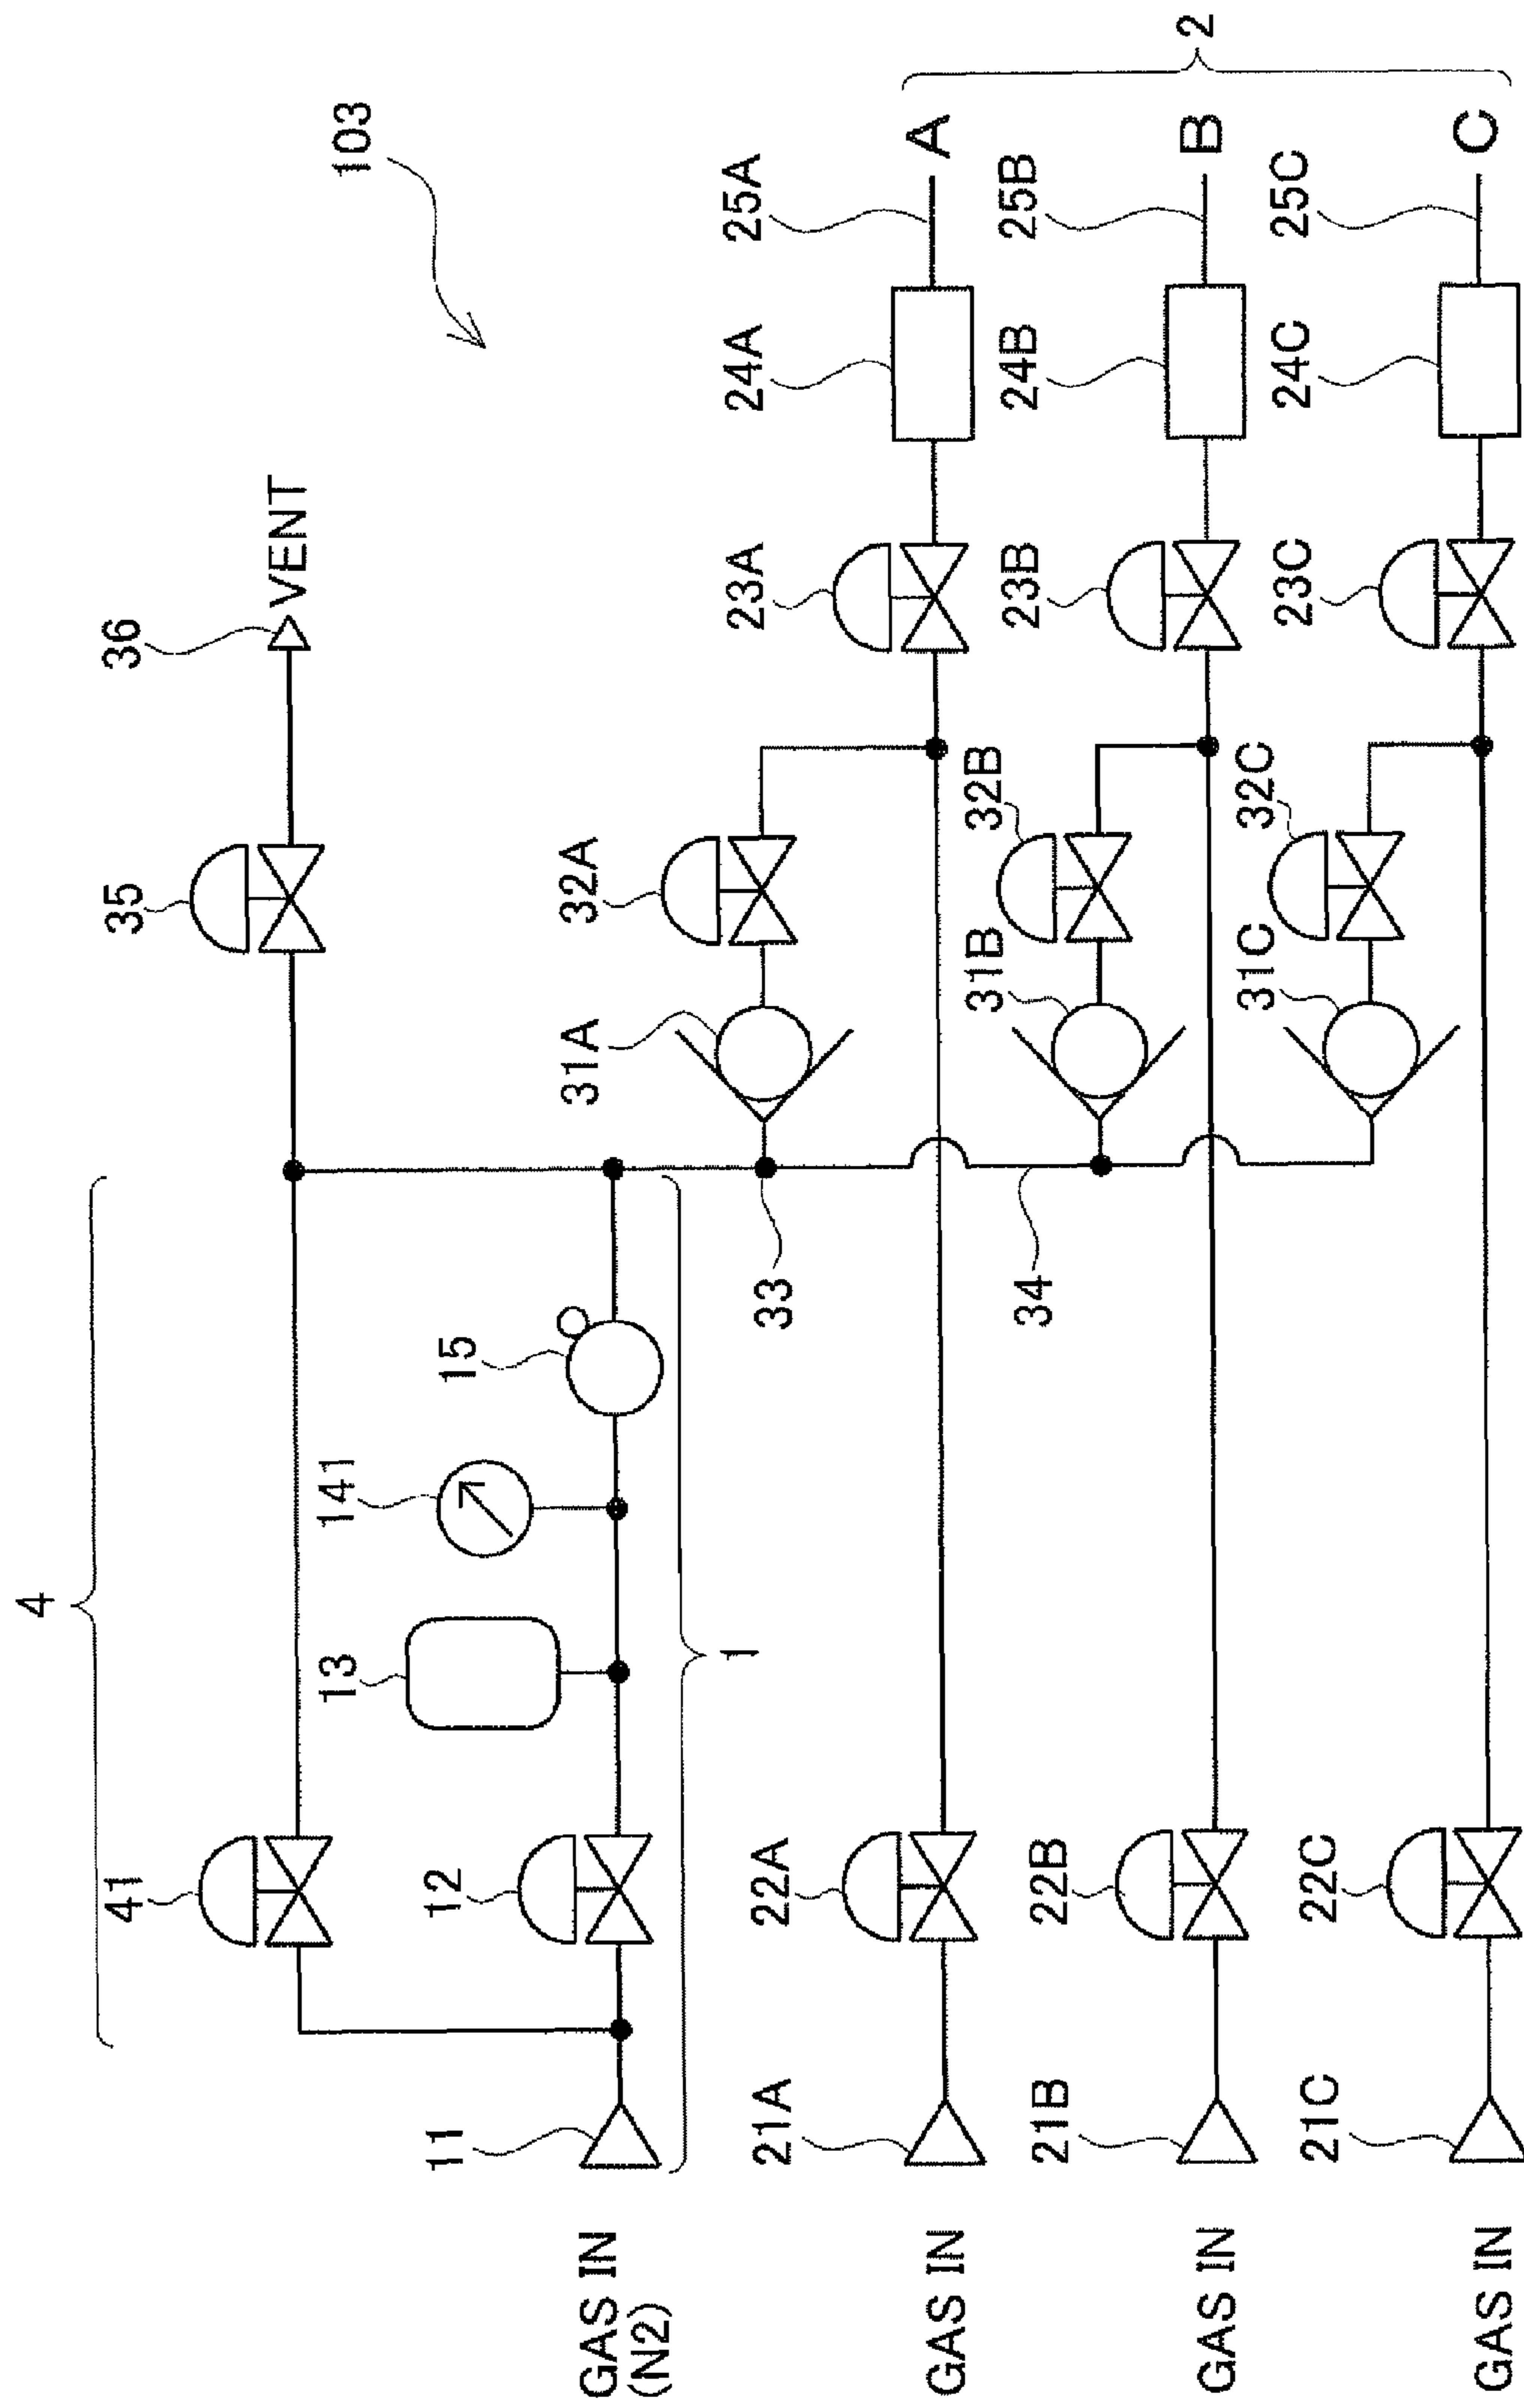 103
4
36
VENT
35
41
13
141
15
12
11
GAS IN
(N2)
1
33
34
31A
32A
23A
24A
25A
A
2
GAS IN
21A
22A
31B
32B
23B
24B
25B
B
GAS IN
21B
22B
31C
32C
23C
24C
25C
C
GAS IN
21C
22C